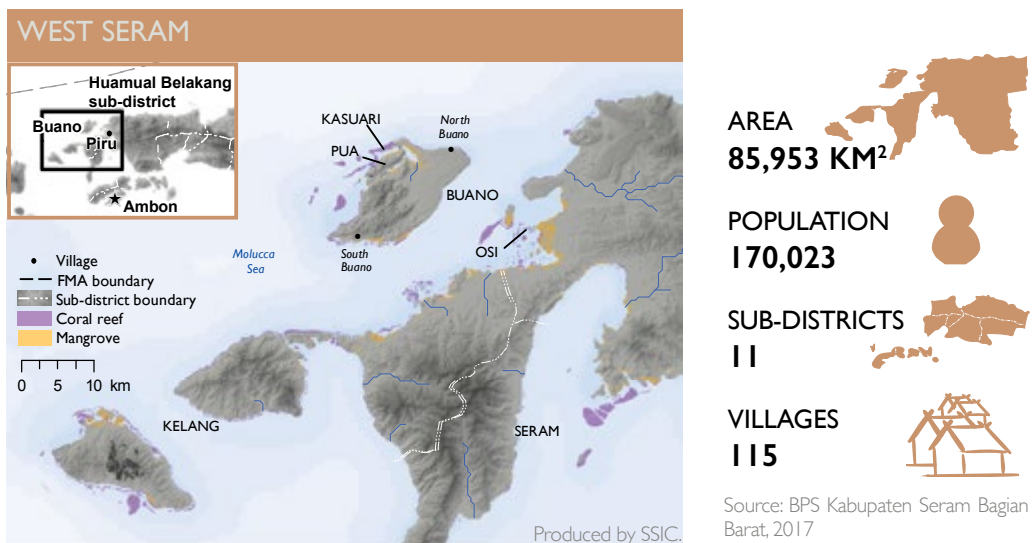 WEST SERAM
Huamual Belakang
sub-district
Buano
Piru
Ambon
KASUARI
North
Buano
PUA
BUANO
OSI
South
Buano
Molucca
Sea
Village
FMA boundary
Sub-district boundary
Coral reef
Mangrove
0 5 10 km
KELANG
SERAM
Produced by SSIC.
AREA
85,953 KM²
POPULATION
170,023
SUB-DISTRICTS
11
VILLAGES
115
Source: BPS Kabupaten Seram Bagian
Barat, 2017